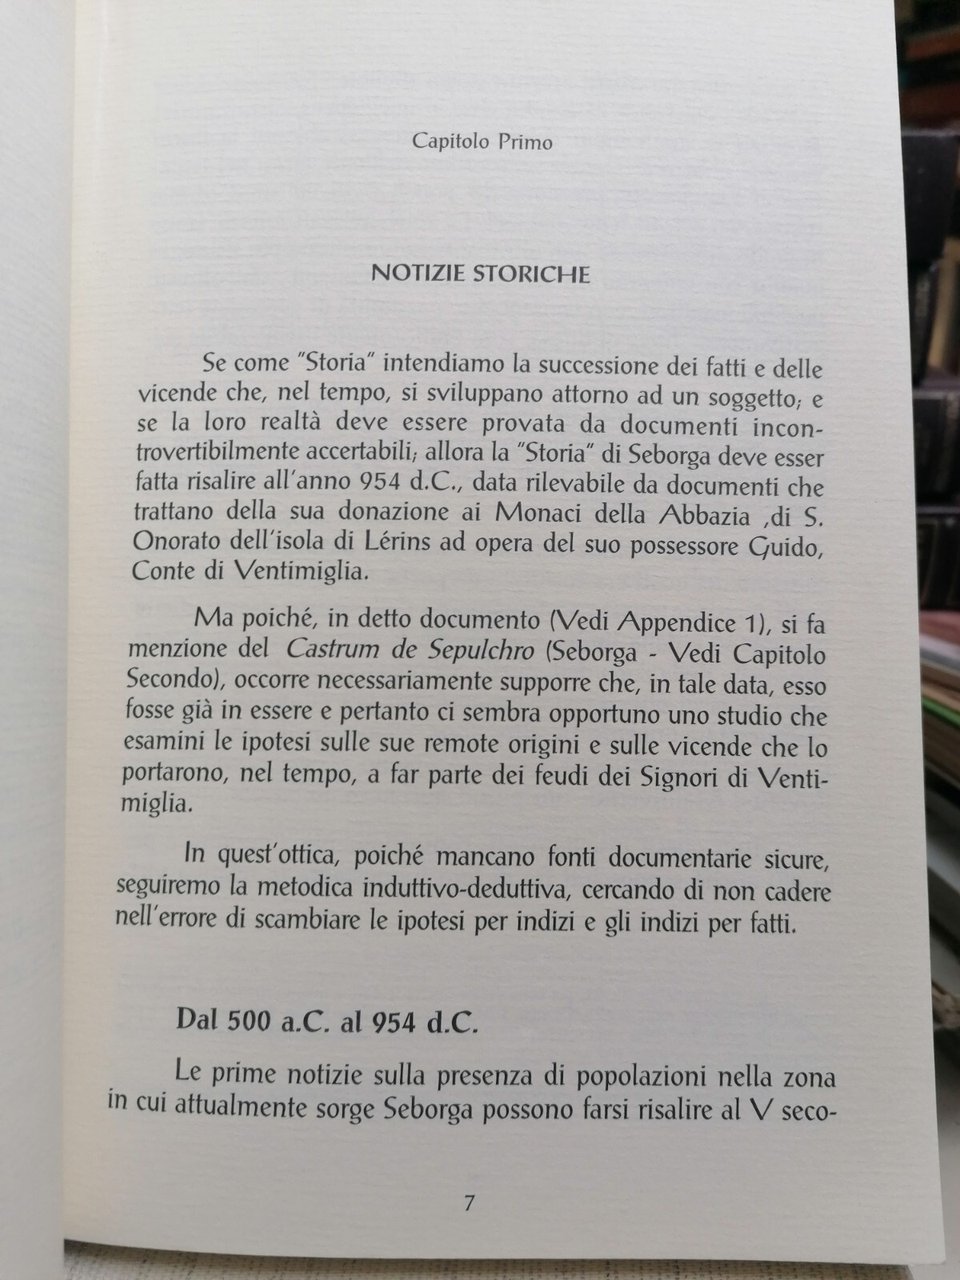 Capitolo Primo
NOTIZIE STORICHE
Se come "Storia" intendiamo la successione dei fatti e delle
vicende che, nel tempo, si sviluppano attorno ad un soggetto; e
se la loro realtà deve essere provata da documenti incon-
trovertibilmente accertabili; allora la "Storia" di Seborga deve esser
fatta risalire all'anno 954 d.C., data rilevabile da documenti che
trattano della sua donazione ai Monaci della Abbazia ,di S.
Onorato dell'isola di Lérins ad opera del suo possessore Guido,
Conte di Ventimiglia.
Ma poiché, in detto documento (Vedi Appendice 1), si fa
menzione del Castrum de Sepulchro (Seborga - Vedi Capitolo
Secondo), occorre necessariamente supporre che, in tale data, esso
fosse già in essere e pertanto ci sembra opportuno uno studio che
esamini le ipotesi sulle sue remote origini e sulle vicende che lo
portarono, nel tempo, a far parte dei feudi dei Signori di Venti-
miglia.
In quest'ottica, poiché mancano fonti documentarie sicure,
seguiremo la metodica induttivo-deduttiva, cercando di non cadere
nell'errore di scambiare le ipotesi per indizi e gli indizi per fatti.
Dal 500 a.C. al 954 d.C.
Le prime notizie sulla presenza di popolazioni nella zona
in cui attualmente sorge Seborga possono farsi risalire al V seco-
7